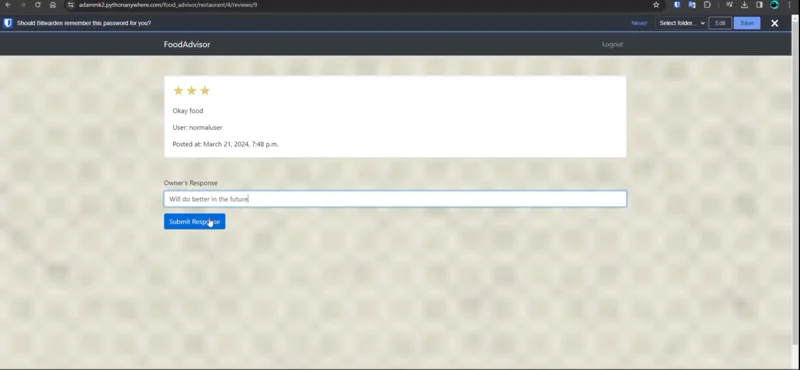 adammk2.pythonanywhere.com/food_advisor/restaurant/4/reviews/9
Should Bitwarden remember this password for you? Never Select folder... Edit Save
FoodAdvisor Logout
Okay food
User: normaluser
Posted at: March 21, 2024, 7:48 p.m.
Owner's Response
Will do better in the future
Submit Response